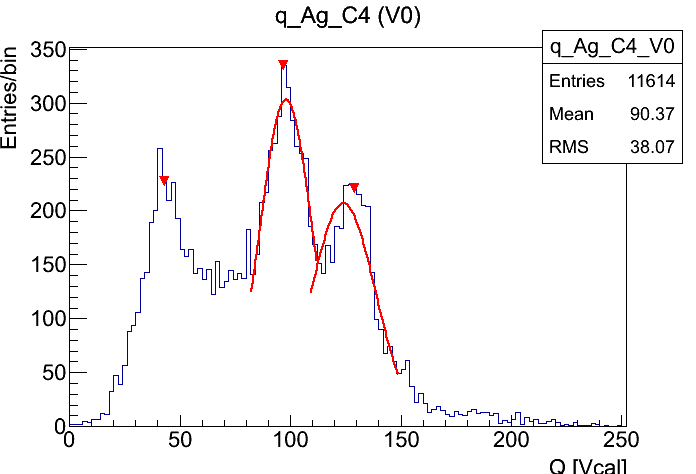 q_Ag_C4 (V0)
q_Ag_C4_V0
Entries 11614
Mean 90.37
RMS 38.07
Entries/bin
350
300
250
200
150
100
50
0
0 50 100 150 200 250
Q [Vcal]